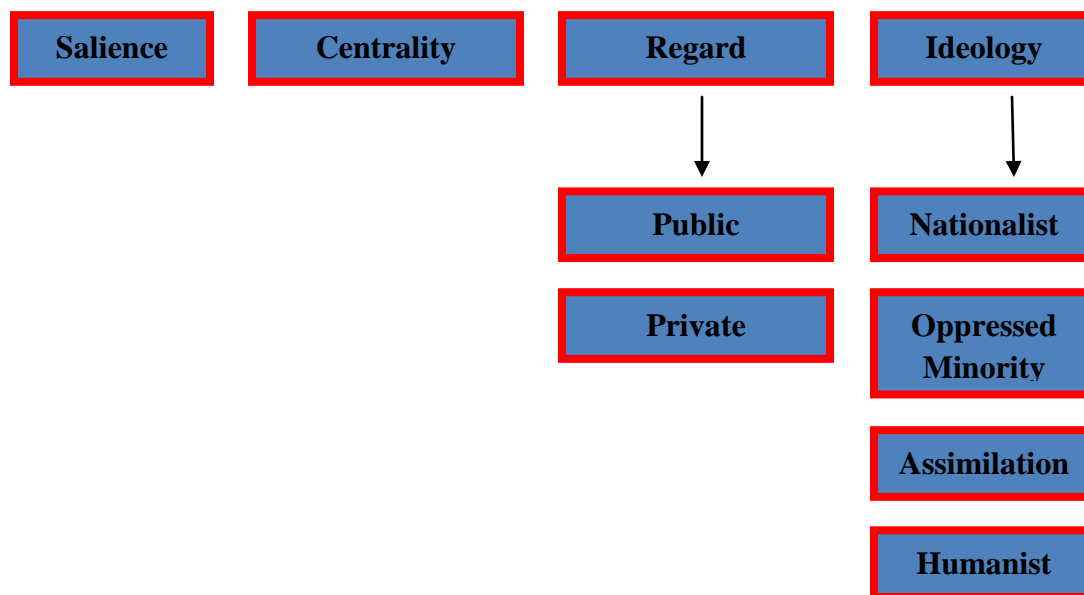 Salience
Centrality
Regard
Ideology
Public
Nationalist
Private
Oppressed
Minority
Assimilation
Humanist